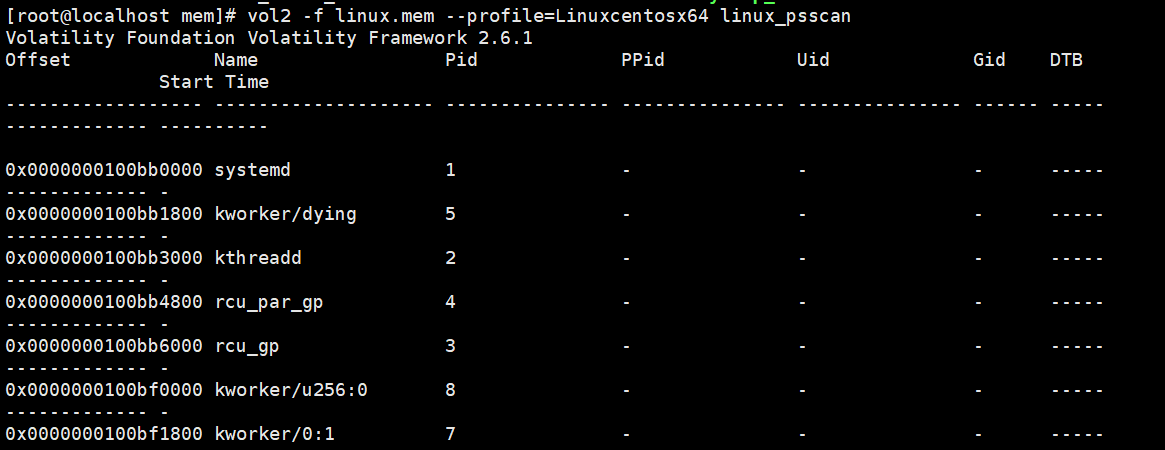 [root@localhost mem]# vol2 -f linux.mem --profile=Linuxcentosx64 linux_psscan
Volatility Foundation Volatility Framework 2.6.1
Offset             Name                 Pid             PPid            Uid             Gid    DTB
              Start Time
------------------ -------------------- --------------- --------------- --------------- ------ -----
------------- ----------
0x0000000100bb0000 systemd              1               -               -               -      -----
------------- -
0x0000000100bb1800 kworker/dying        5               -               -               -      -----
------------- -
0x0000000100bb3000 kthreadd             2               -               -               -      -----
------------- -
0x0000000100bb4800 rcu_par_gp           4               -               -               -      -----
------------- -
0x0000000100bb6000 rcu_gp               3               -               -               -      -----
------------- -
0x0000000100bf0000 kworker/u256:0       8               -               -               -      -----
------------- -
0x0000000100bf1800 kworker/0:1          7               -               -               -      -----